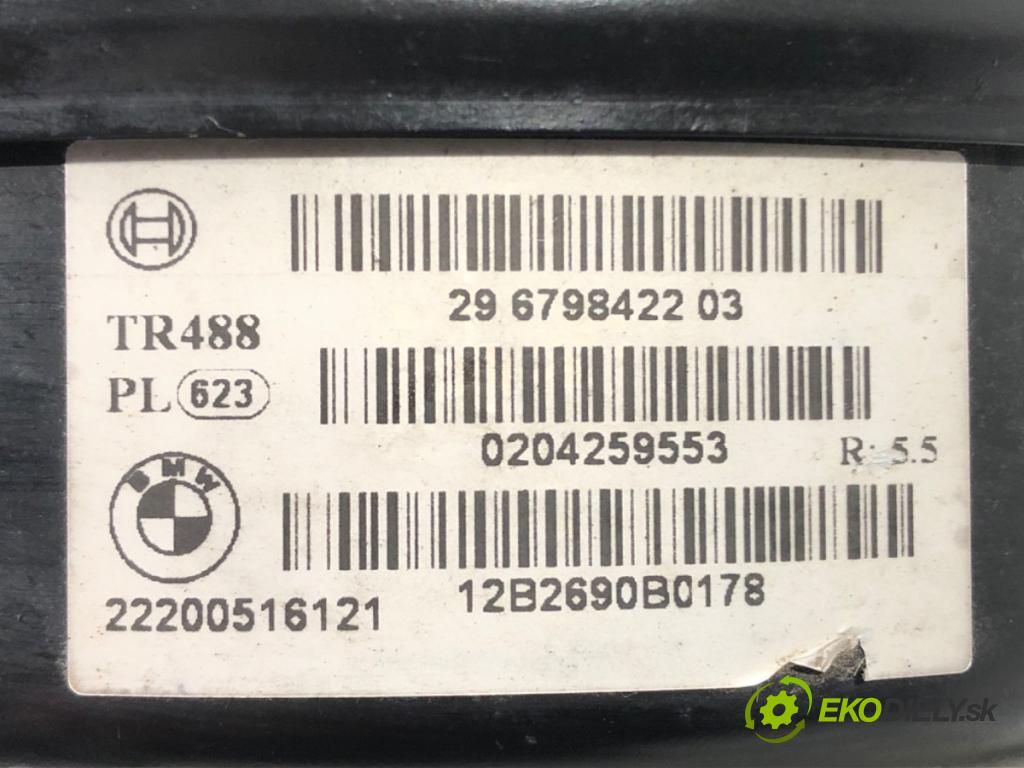 29 6798422 03
TR488
PL 623
0204259553
R: 5.5
BMW
12B2690B0178
22200516121
EKODIELY.sk